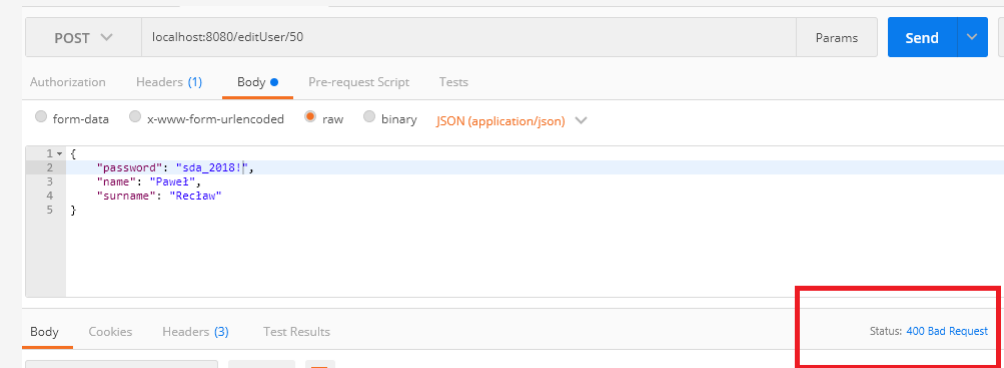 POST localhost:8080/editUser/50 Params Send
Authorization Headers (1) Body Pre-request Script Tests
form-data x-www-form-urlencoded raw binary JSON (application/json)
1 {
2 "password": "sda_2018!",
3 "name": "Paweł",
4 "surname": "Recław"
5 }
Body Cookies Headers (3) Test Results Status: 400 Bad Request